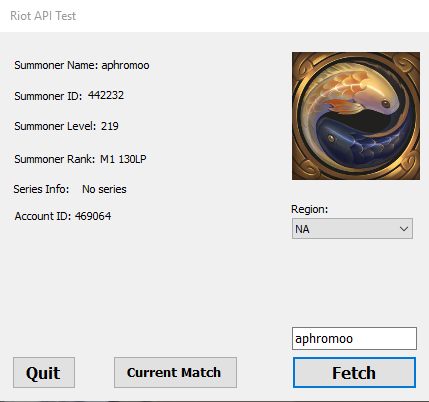 Riot API Test
Summoner Name: aphromoo
Summoner ID: 442232
Summoner Level: 219
Summoner Rank: M1 130LP
Series Info: No series
Account ID: 469064
Region:
NA
aphromoo
Quit
Current Match
Fetch